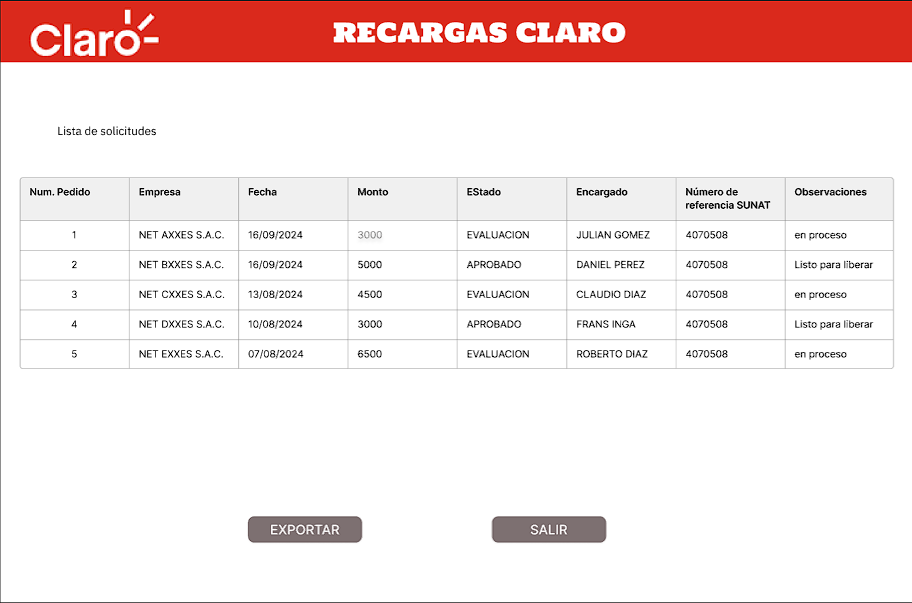 Claro
RECARGAS CLARO
Lista de solicitudes
Num. Pedido Empresa Fecha Monto EStado Encargado Número de referencia SUNAT Observaciones
1 NET AXXES S.A.C. 16/09/2024 3000 EVALUACION JULIAN GOMEZ 4070508 en proceso
2 NET BXXES S.A.C. 16/09/2024 5000 APROBADO DANIEL PEREZ 4070508 Listo para liberar
3 NET CXXES S.A.C. 13/08/2024 4500 EVALUACION CLAUDIO DIAZ 4070508 en proceso
4 NET DXXES S.A.C. 10/08/2024 3000 APROBADO FRANS INGA 4070508 Listo para liberar
5 NET EXXES S.A.C. 07/08/2024 6500 EVALUACION ROBERTO DIAZ 4070508 en proceso
EXPORTAR SALIR